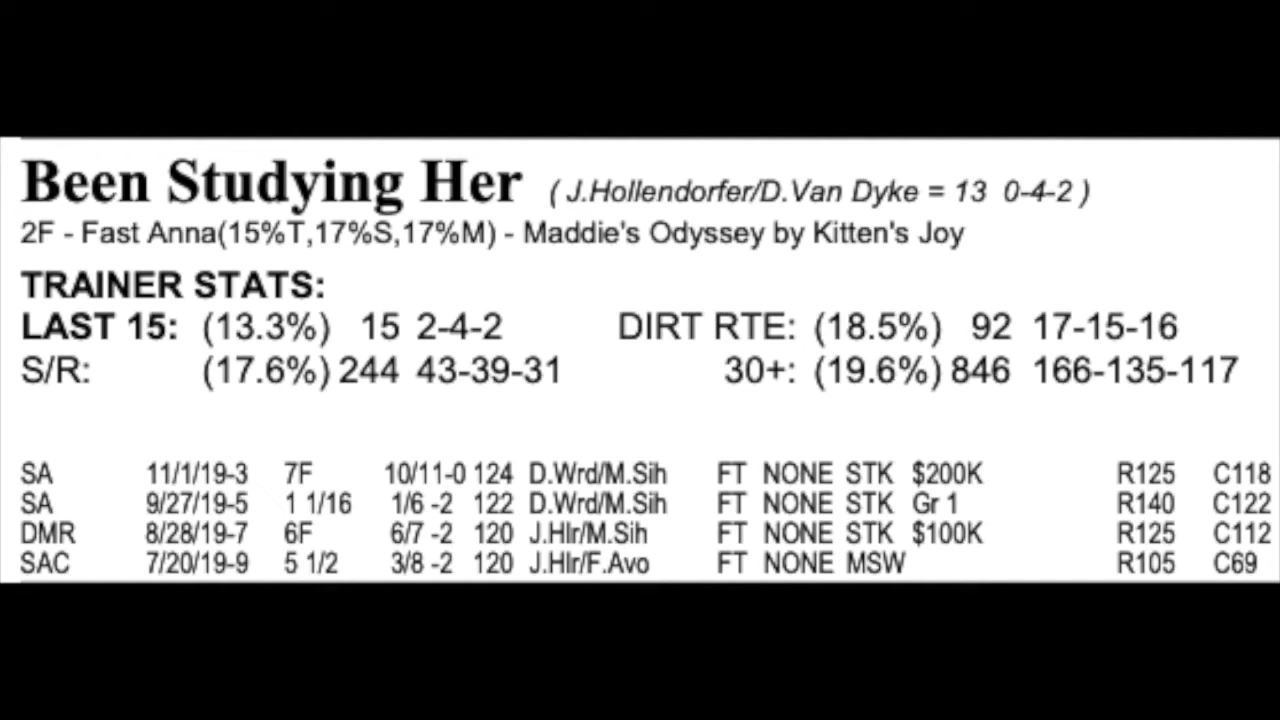 Been Studying Her ( J.Hollendorfer/D.Van Dyke = 13 0-4-2 )
2F - Fast Anna(15%T,17%S,17%M) - Maddie's Odyssey by Kitten's Joy
TRAINER STATS:
LAST 15: (13.3%) 15 2-4-2 DIRT RTE: (18.5%) 92 17-15-16
S/R: (17.6%) 244 43-39-31 30+: (19.6%) 846 166-135-117
SA 11/1/19-3 7F 10/11-0 124 D.Wrd/M.Sih FT NONE STK $200K R125 C118
SA 9/27/19-5 1 1/16 1/6 -2 122 D.Wrd/M.Sih FT NONE STK Gr 1 R140 C122
DMR 8/28/19-7 6F 6/7 -2 120 J.Hlr/M.Sih FT NONE STK $100K R125 C112
SAC 7/20/19-9 5 1/2 3/8 -2 120 J.Hlr/F.Avo FT NONE MSW R105 C69